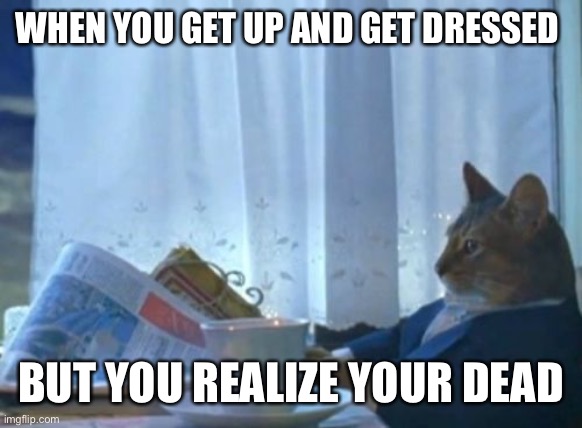 WHEN YOU GET UP AND GET DRESSED
BUT YOU REALIZE YOUR DEAD
imgflip.com